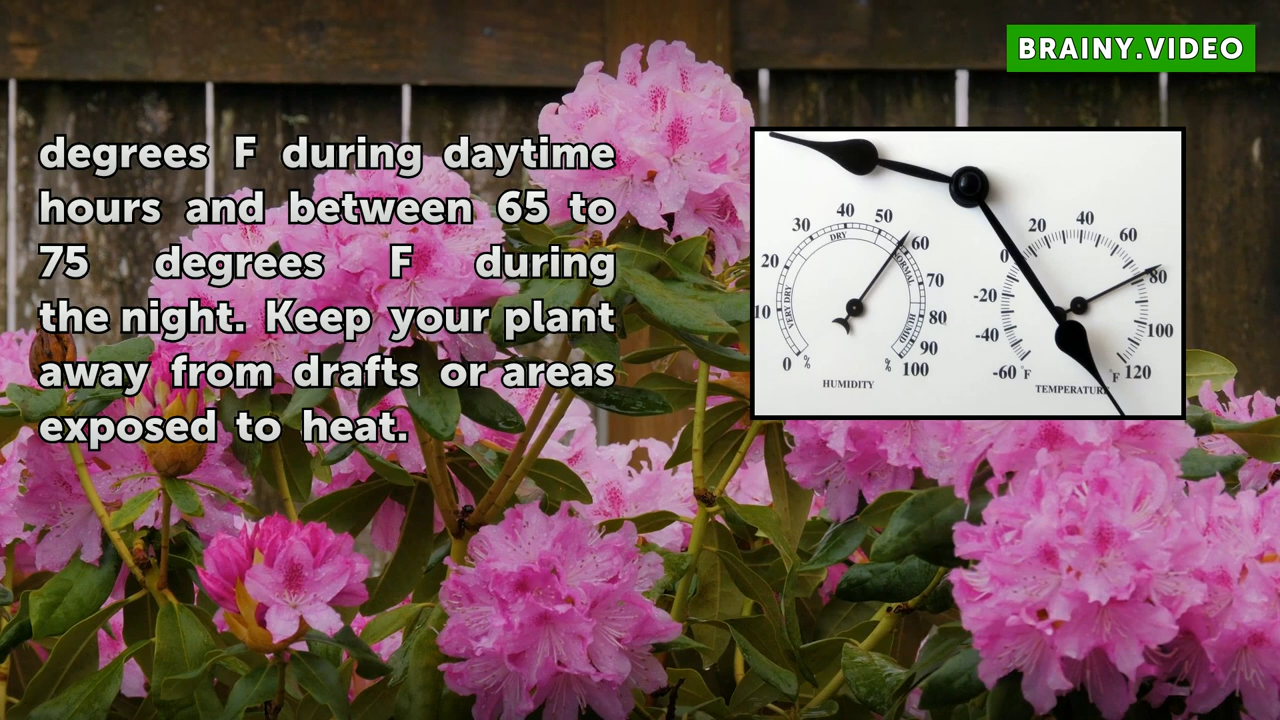 BRAINY.VIDEO
degrees F during daytime
hours and between 65 to
75 degrees F during
the night. Keep your plant
away from drafts or areas
exposed to heat.
0 10 20 30 40 50 60 70 80 90 100
% %
VERY DRY DRY NORMAL HUMID
HUMIDITY
-60 -40 -20 0 20 40 60 80 100 120
°F °F
TEMPERATURE